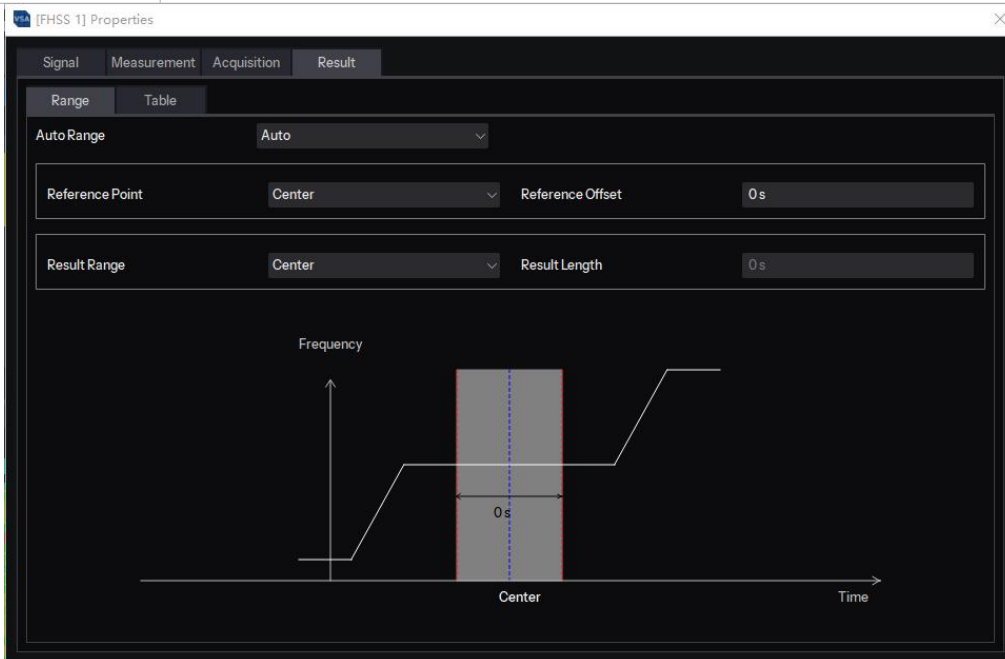 VSA [FHSS 1] Properties
Signal Measurement Acquisition Result
Range Table
Auto Range Auto
Reference Point Center Reference Offset 0 s
Result Range Center Result Length 0 s
Frequency
0 s
Center Time